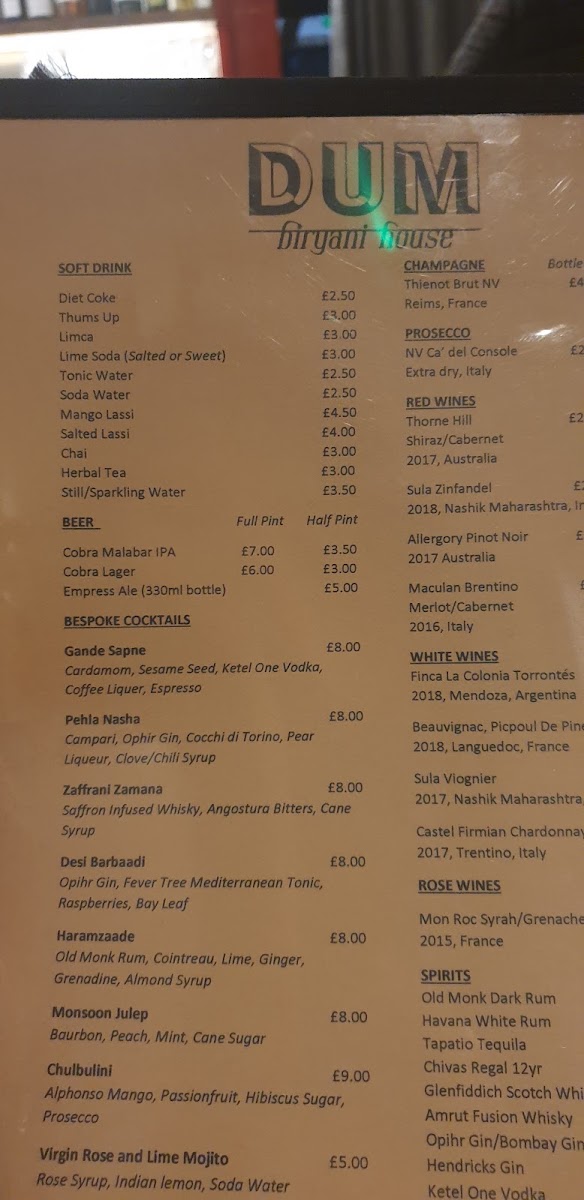 DUM
biryani house
SOFT DRINK
Diet Coke £2.50
Thums Up £3.00
Limca £3.00
Lime Soda (Salted or Sweet) £3.00
Tonic Water £2.50
Soda Water £2.50
Mango Lassi £4.50
Salted Lassi £4.00
Chai £3.00
Herbal Tea £3.00
Still/Sparkling Water £3.50
BEER Full Pint Half Pint
Cobra Malabar IPA £7.00 £3.50
Cobra Lager £6.00 £3.00
Empress Ale (330ml bottle) £5.00
BESPOKE COCKTAILS
Gande Sapne £8.00
Cardamom, Sesame Seed, Ketel One Vodka,
Coffee Liquer, Espresso
Pehla Nasha £8.00
Campari, Ophir Gin, Cocchi di Torino, Pear
Liqueur, Clove/Chili Syrup
Zaffrani Zamana £8.00
Saffron Infused Whisky, Angostura Bitters, Cane
Syrup
Desi Barbaadi £8.00
Opihr Gin, Fever Tree Mediterranean Tonic,
Raspberries, Bay Leaf
Haramzaade £8.00
Old Monk Rum, Cointreau, Lime, Ginger,
Grenadine, Almond Syrup
Monsoon Julep £8.00
Baurbon, Peach, Mint, Cane Sugar
Chulbulini £9.00
Alphonso Mango, Passionfruit, Hibiscus Sugar,
Prosecco
Virgin Rose and Lime Mojito £5.00
Rose Syrup, Indian lemon, Soda Water
CHAMPAGNE Bottle
Thienot Brut NV £4
Reims, France
PROSECCO
NV Ca' del Console £2
Extra dry, Italy
RED WINES
Thorne Hill £2
Shiraz/Cabernet
2017, Australia
Sula Zinfandel
2018, Nashik Maharashtra, In
Allergory Pinot Noir £
2017 Australia
Maculan Brentino
Merlot/Cabernet
2016, Italy
WHITE WINES
Finca La Colonia Torrontés
2018, Mendoza, Argentina
Beauvignac, Picpoul De Pine
2018, Languedoc, France
Sula Viognier
2017, Nashik Maharashtra,
Castel Firmian Chardonnay
2017, Trentino, Italy
ROSE WINES
Mon Roc Syrah/Grenache
2015, France
SPIRITS
Old Monk Dark Rum
Havana White Rum
Tapatio Tequila
Chivas Regal 12yr
Glenfiddich Scotch Whi
Amrut Fusion Whisky
Opihr Gin/Bombay Gin
Hendricks Gin
Ketel One Vodka